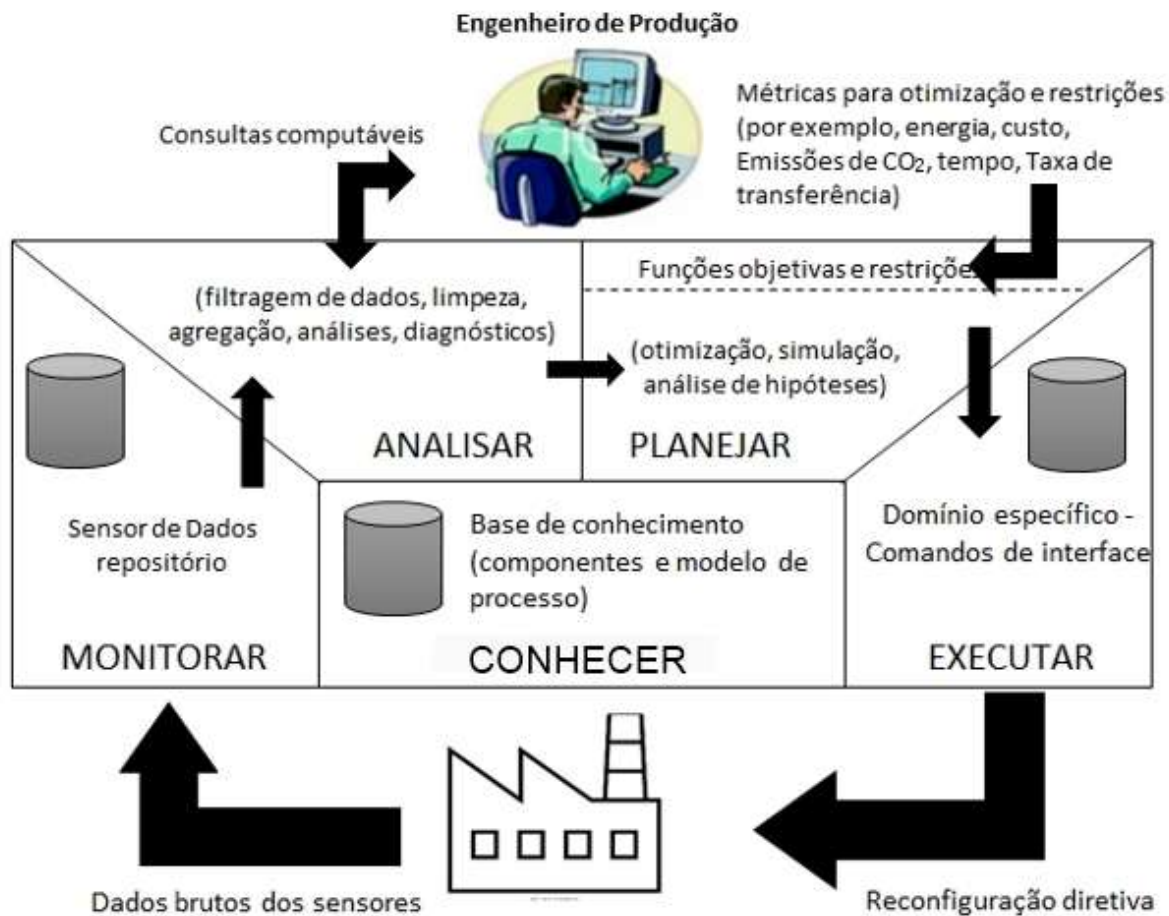 Engenheiro de Produção
Consultas computáveis
Métricas para otimização e restrições
(por exemplo, energia, custo,
Emissões de CO₂, tempo, Taxa de
transferência)
(filtragem de dados, limpeza,
agregação, análises, diagnósticos)
Funções objetivas e restrições
(otimização, simulação,
análise de hipóteses)
ANALISAR
PLANEJAR
Sensor de Dados
repositório
Base de conhecimento
(componentes e modelo de
processo)
Domínio específico -
Comandos de interface
MONITORAR
CONHECER
EXECUTAR
Dados brutos dos sensores
Reconfiguração diretiva